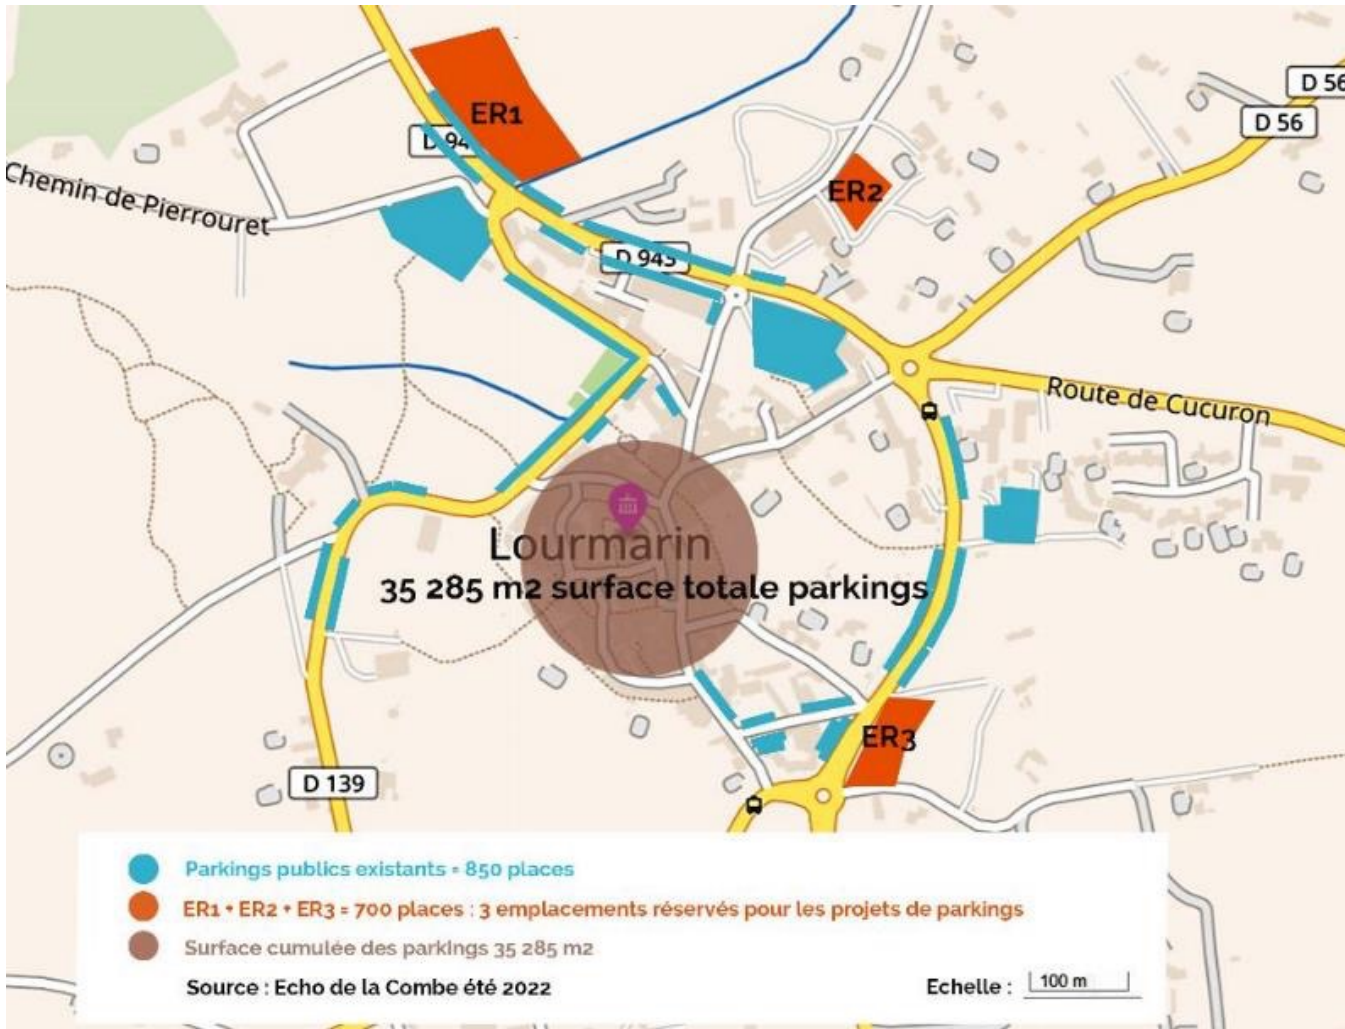 D 56
D 56
ER1
D 94
Chemin de Pierrouret
ER2
D 943
Route de Cucuron
Lourmarin
35 285 m2 surface totale parkings
ER3
D 139
Parkings publics existants = 850 places
ER1 + ER2 + ER3 = 700 places : 3 emplacements réservés pour les projets de parkings
Surface cumulée des parkings 35 285 m2
Source : Echo de la Combe été 2022
Echelle : 100 m